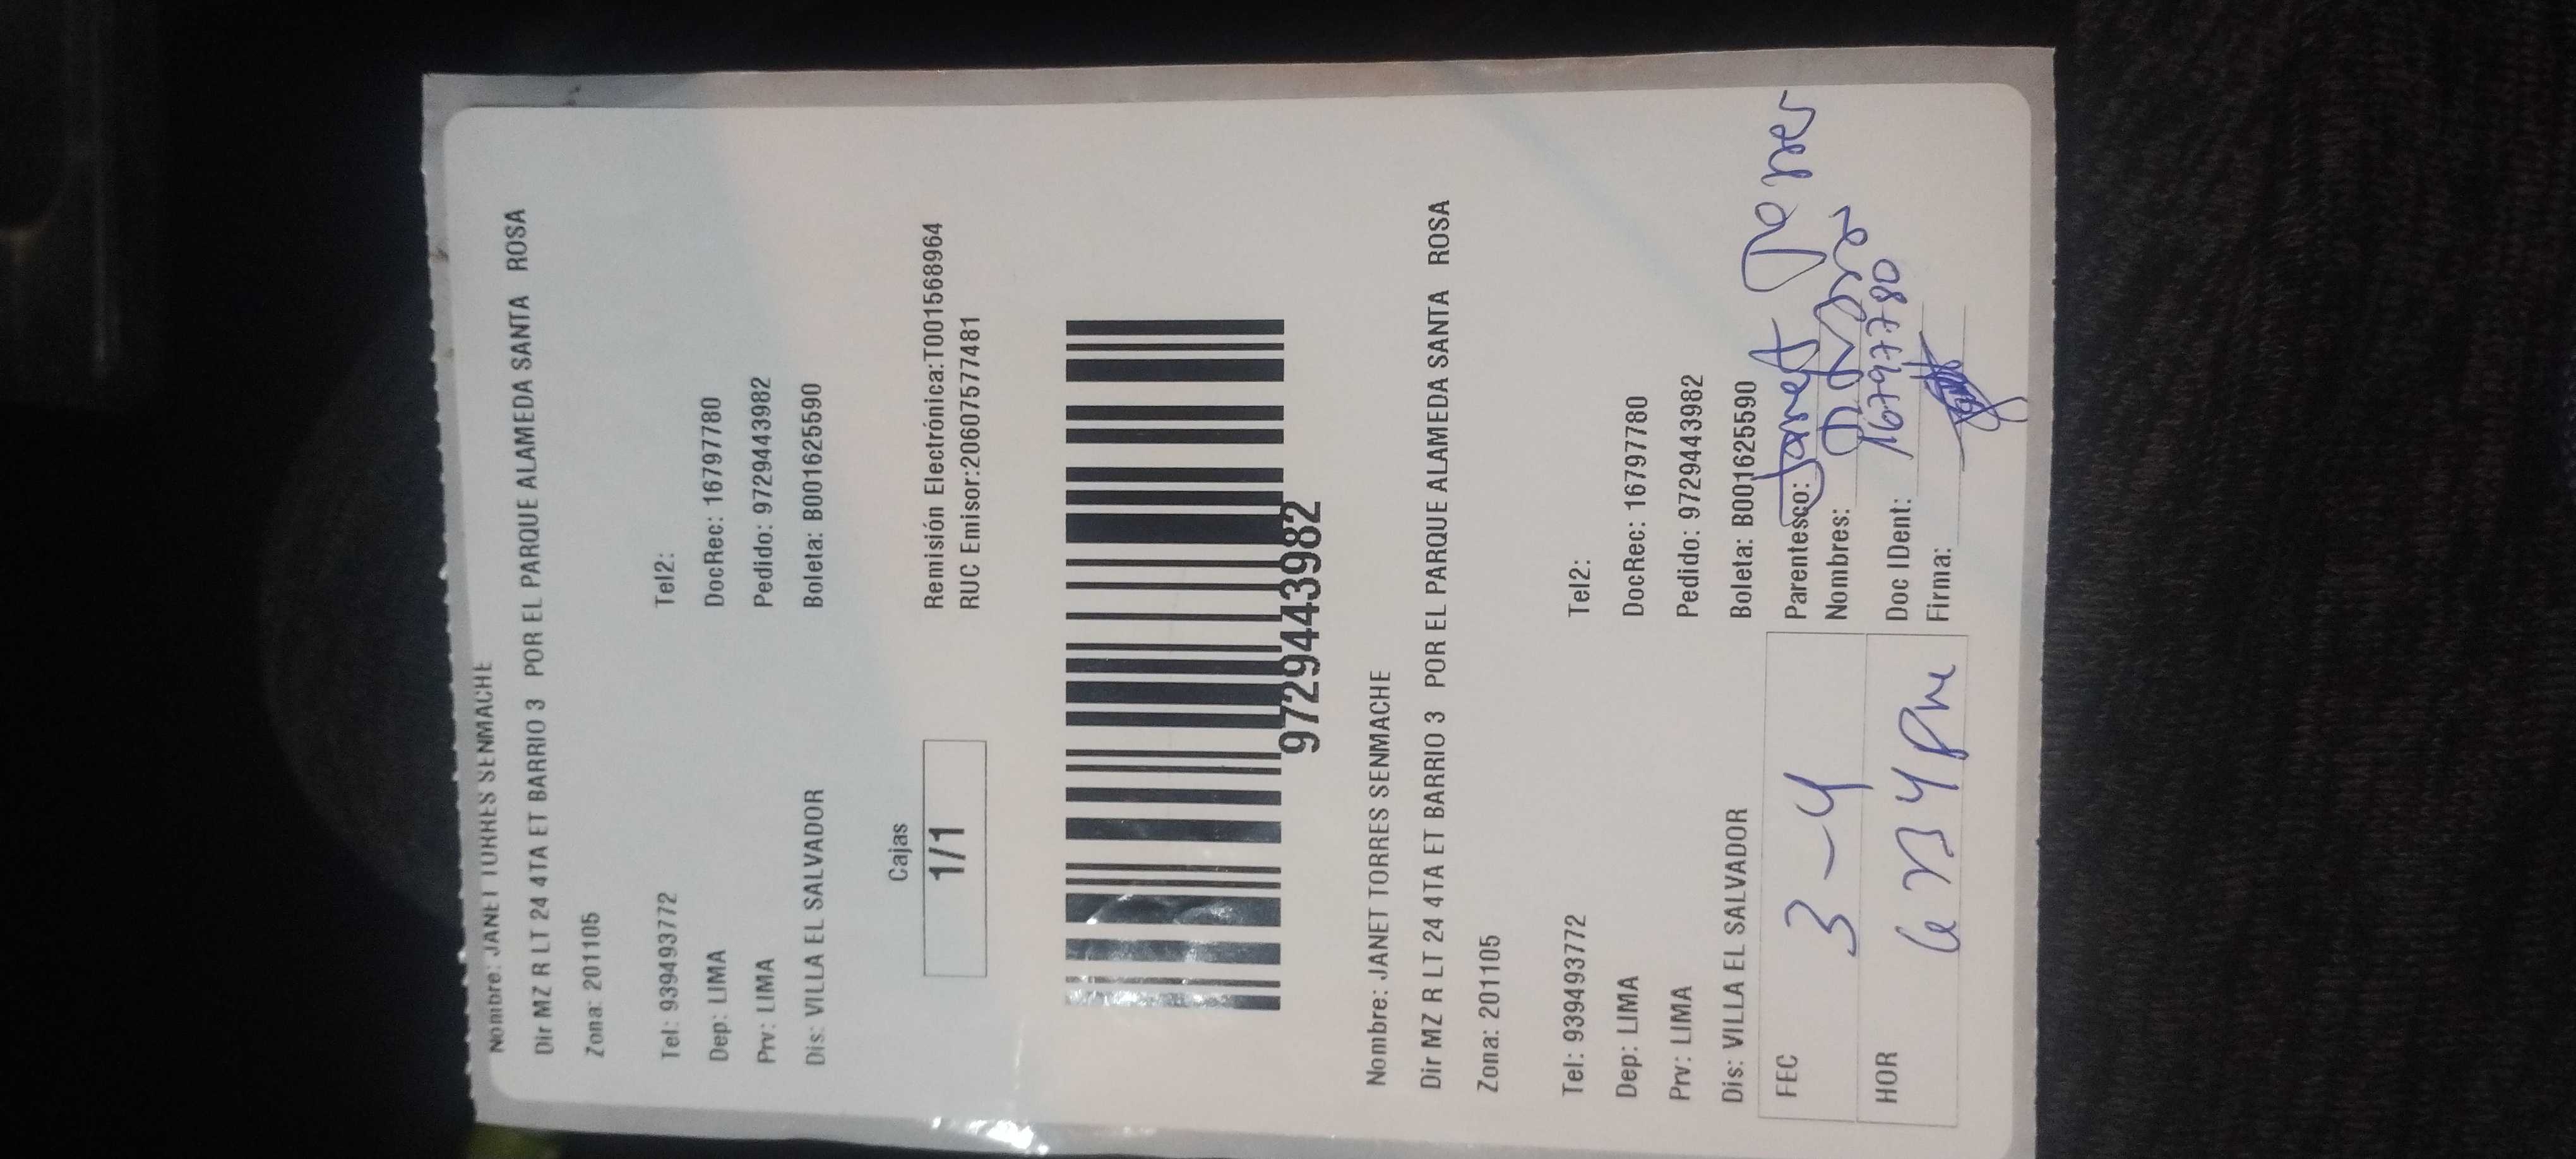 Nombre: JANET TORRES SENMACHE
Dir MZ R LT 24 4TA ET BARRIO 3 POR EL PARQUE ALAMEDA SANTA ROSA
Zona: 201105
Tel: 939493772 Tel2:
Dep: LIMA DocRec: 16797780
Prv: LIMA Pedido: 9729443982
Dis: VILLA EL SALVADOR Boleta: B001625590
Cajas
1/1
Remisión Electrónica:T001568964
RUC Emisor:20607577481
9729443982
Nombre: JANET TORRES SENMACHE
Dir MZ R LT 24 4TA ET BARRIO 3 POR EL PARQUE ALAMEDA SANTA ROSA
Zona: 201105
Tel: 939493772 Tel2:
Dep: LIMA DocRec: 16797780
Prv: LIMA Pedido: 9729443982
Dis: VILLA EL SALVADOR Boleta: B001625590
FEC 3-4 Parentesco: Janet Torres
Nombres:
HOR Doc IDent: 16797780
Firma: